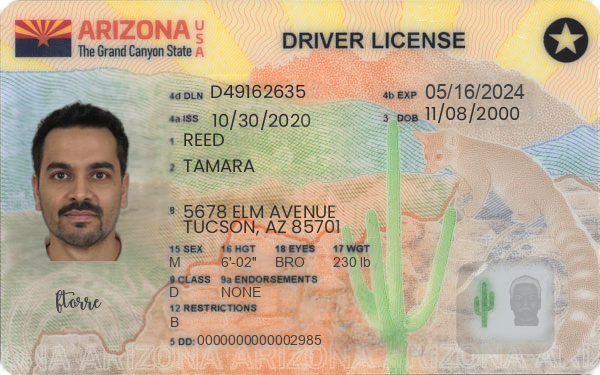 ARIZONA USA
The Grand Canyon State
DRIVER LICENSE
4d DLN D49162635
4b EXP 05/16/2024
4a ISS 10/30/2020
3 DOB 11/08/2000
1 REED
2 TAMARA
8 5678 ELM AVENUE
TUCSON, AZ 85701
15 SEX 16 HGT 18 EYES 17 WGT
M 6'-02" BRO 230 lb
9 CLASS 9a ENDORSEMENTS
D NONE
ftorre
12 RESTRICTIONS
B
5 DD: 0000000000002985
ARIZONA ARIZONA ARIZONA ARIZONA